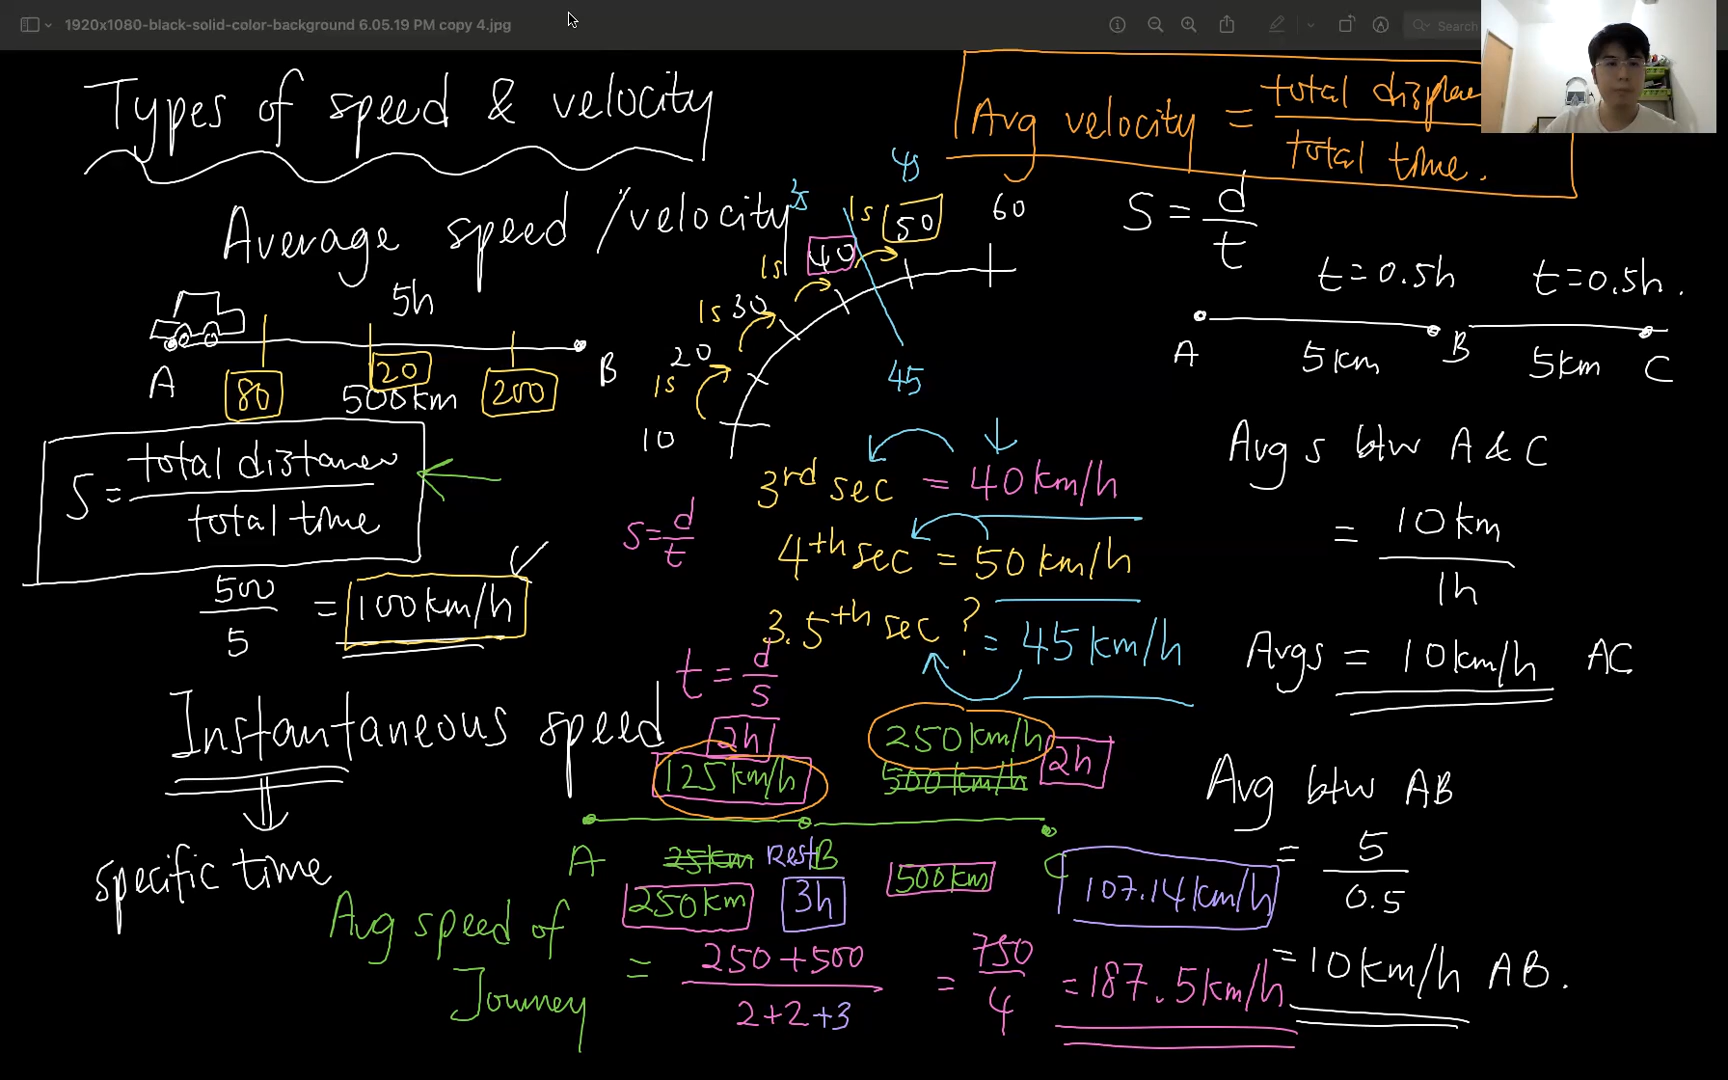 1920x1080-black-solid-color-background 6.05.19 PM copy 4.jpg
Search
Types of speed & velocity
Avg velocity = total displace
total time.
Average speed / velocity
5h
A
B
80
20
200
500km
S = total distance
total time
500
5
= 100km/h
Instantaneous speed
specific time
10
1s
20
1s
30
1s
40
1s
50
4s
60
45
3rd sec = 40km/h
S = d
t
4th sec = 50km/h
3.5th sec ? = 45km/h
t = d
s
2h
125km/h
250km/h
500km/h
2h
A
25km
Rest
B
C
250km
3h
500km
107.14km/h
Avg speed of
Journey
= 250+500
2+2+3
= 750
4
= 187.5km/h
S = d
t
t=0.5h
t=0.5h.
A
5km
B
5km
C
Avg s btw A & C
= 10km
1h
Avg s = 10km/h AC
Avg btw AB
= 5
0.5
= 10km/h AB.